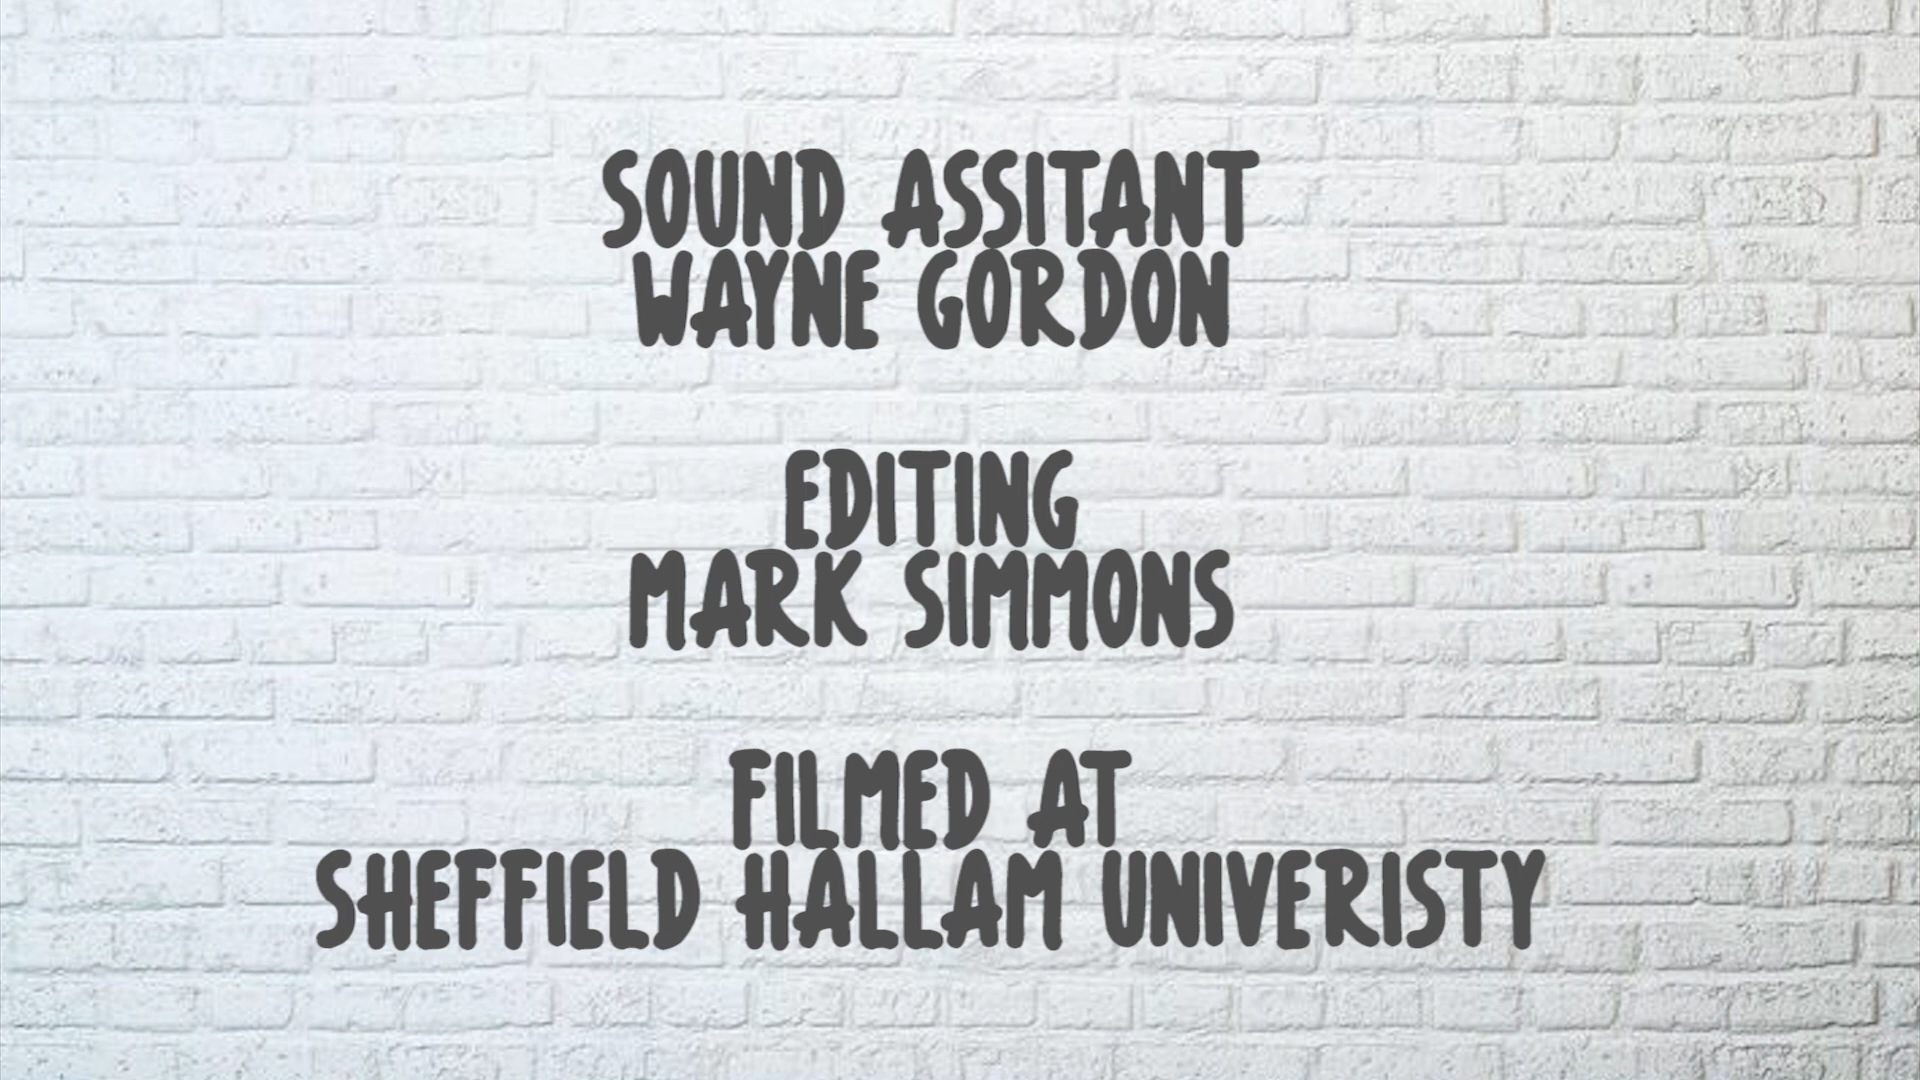 SOUND ASSITANT
WAYNE GORDON
EDITING
MARK SIMMONS
FILMED AT
SHEFFIELD HALLAM UNIVERISTY